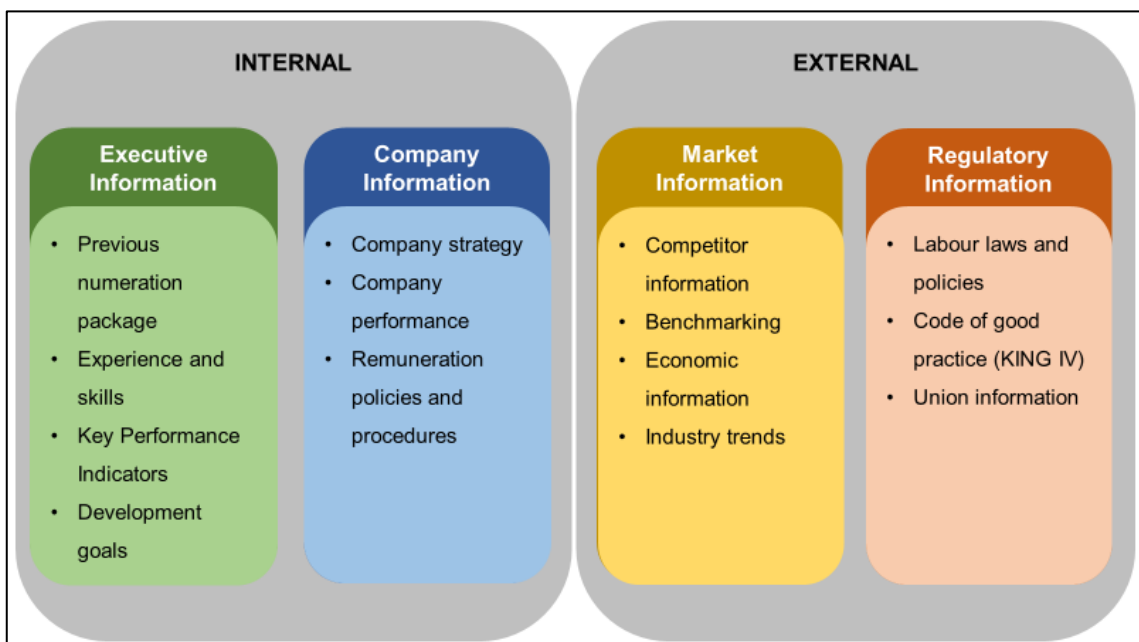 INTERNAL
Executive
Information
• Previous
numeration
package
• Experience and
skills
• Key Performance
Indicators
• Development
goals
Company
Information
• Company strategy
• Company
performance
• Remuneration
policies and
procedures
EXTERNAL
Market
Information
• Competitor
information
• Benchmarking
• Economic
information
• Industry trends
Regulatory
Information
• Labour laws and
policies
• Code of good
practice (KING IV)
• Union information